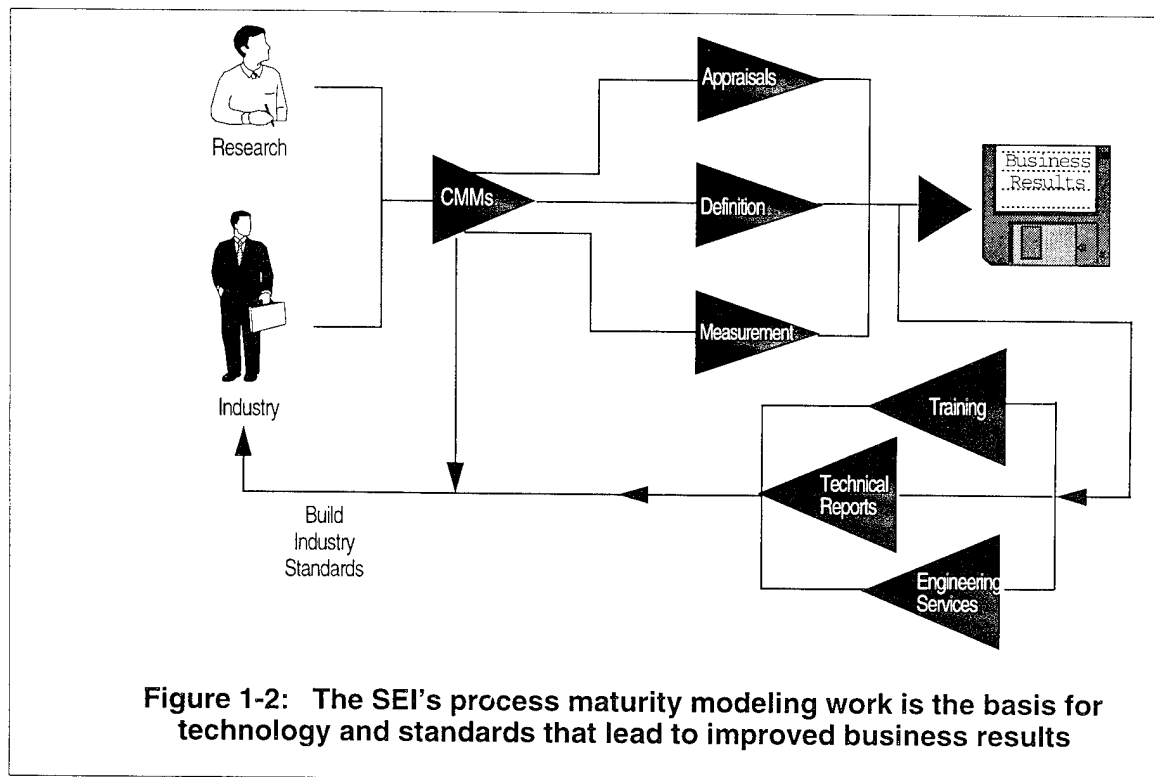 Research
Industry
CMMs
Appraisals
Definition
Measurement
Business
Results
Training
Technical
Reports
Engineering
Services
Build
Industry
Standards
Figure 1-2: The SEI's process maturity modeling work is the basis for
technology and standards that lead to improved business results